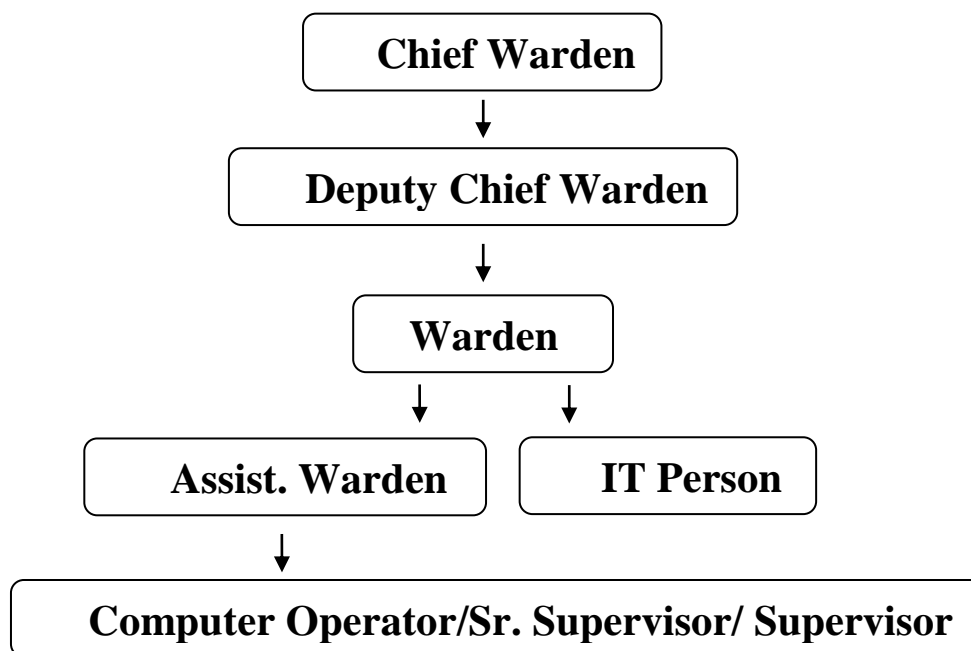 Chief Warden
Deputy Chief Warden
Warden
Assist. Warden
IT Person
Computer Operator/Sr. Supervisor/ Supervisor